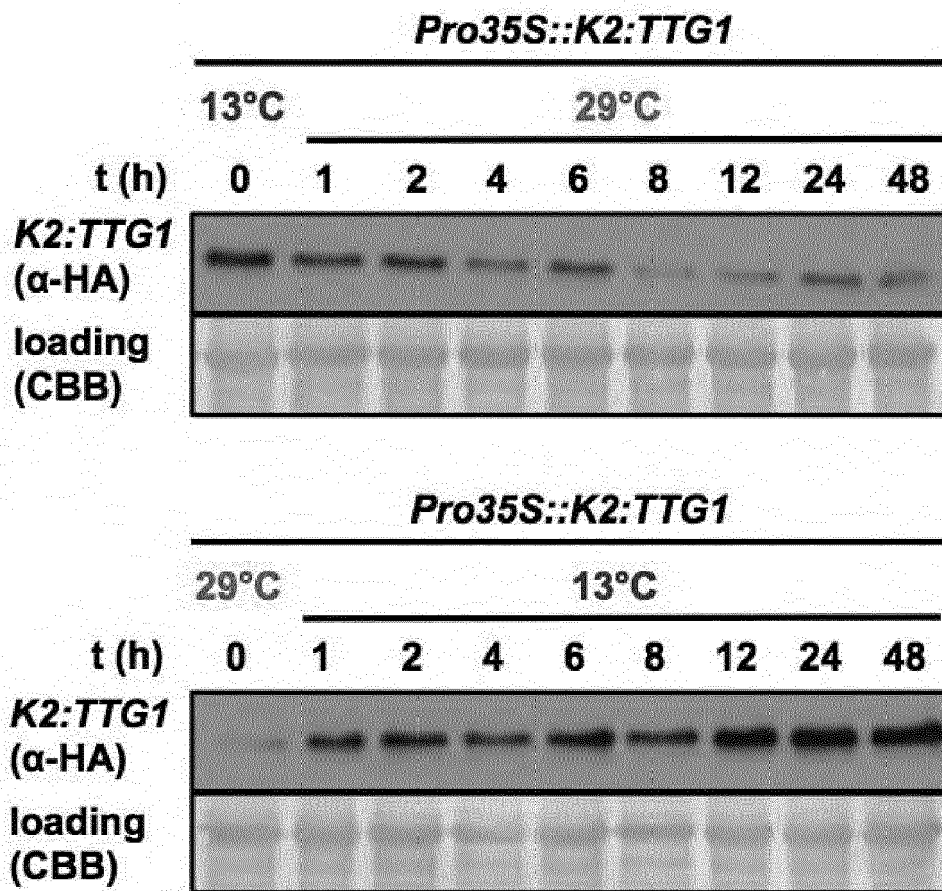 Pro35S::K2:TTG1
13°C 29°C
t (h) 0 1 2 4 6 8 12 24 48
K2:TTG1
(α-HA)
loading
(CBB)
Pro35S::K2:TTG1
29°C 13°C
t (h) 0 1 2 4 6 8 12 24 48
K2:TTG1
(α-HA)
loading
(CBB)